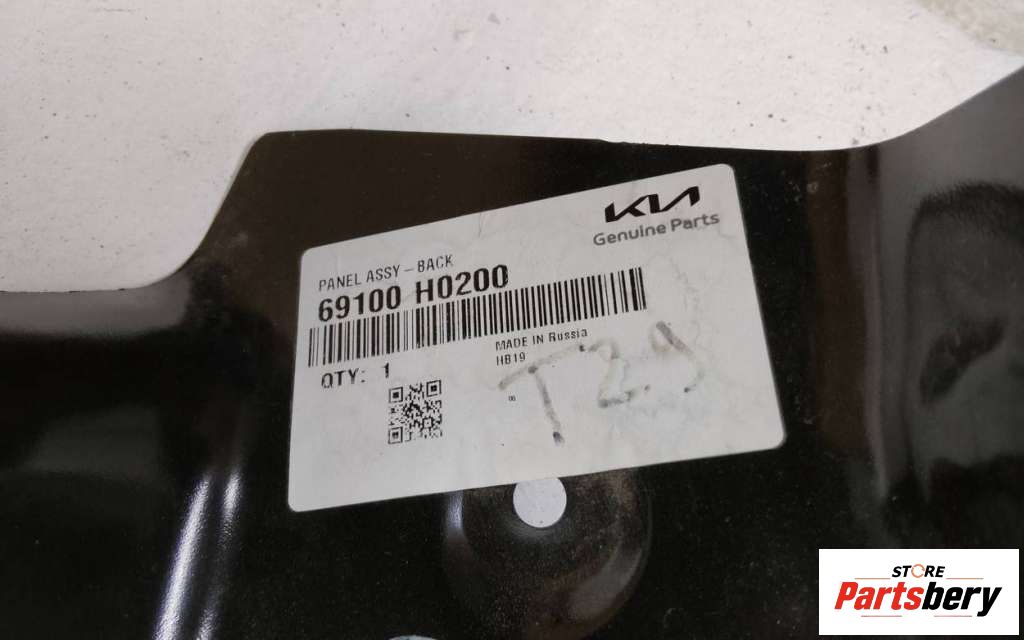 KIA
Genuine Parts
PANEL ASSY – BACK
69100 H0200
MADE IN Russia
HB19
QTY: 1
STORE
Partsbery